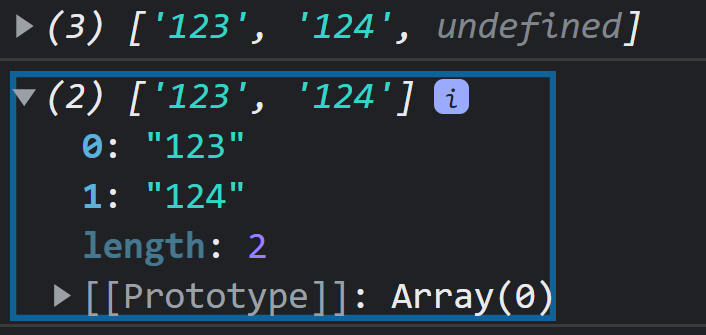 (3) ['123', '124', undefined]
(2) ['123', '124'] i
0: "123"
1: "124"
length: 2
[[Prototype]]: Array(0)